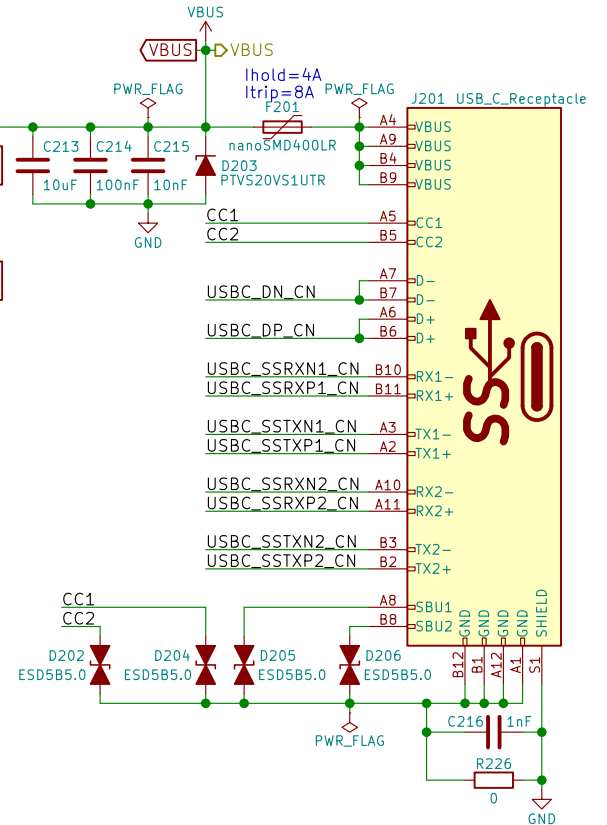 VBUS
VBUS
VBUS
Ihold=4A
Itrip=8A
PWR_FLAG
PWR_FLAG
F201
nanoSMD400LR
J201 USB_C_Receptacle
C213
10uF
C214
100nF
C215
10nF
D203
PTVS20VS1UTR
GND
A4 VBUS
A9 VBUS
B4 VBUS
B9 VBUS
CC1 A5 CC1
CC2 B5 CC2
A7 D-
USBC_DN_CN B7 D-
A6 D+
USBC_DP_CN B6 D+
USBC_SSRXN1_CN B10 RX1-
USBC_SSRXP1_CN B11 RX1+
USBC_SSTXN1_CN A3 TX1-
USBC_SSTXP1_CN A2 TX1+
USBC_SSRXN2_CN A10 RX2-
USBC_SSRXP2_CN A11 RX2+
USBC_SSTXN2_CN B3 TX2-
USBC_SSTXP2_CN B2 TX2+
SS
A8 SBU1
B8 SBU2
GND B12
GND B1
GND A12
GND A1
SHIELD S1
CC1
CC2
D202
ESD5B5.0
D204
ESD5B5.0
D205
ESD5B5.0
D206
ESD5B5.0
PWR_FLAG
C216 1nF
R226
0
GND